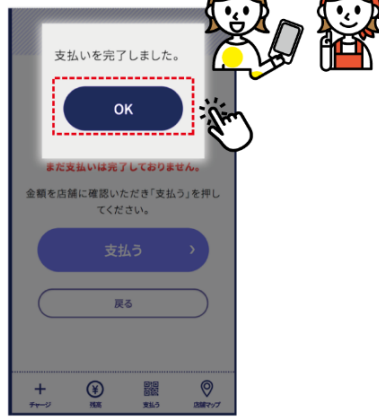 支払いを完了しました。
OK
まだ支払いは完了しておりません。
金額を店舗に確認いただき「支払う」を押し
てください。
支払う
戻る
チャージ
残高
支払う
店舗マップ